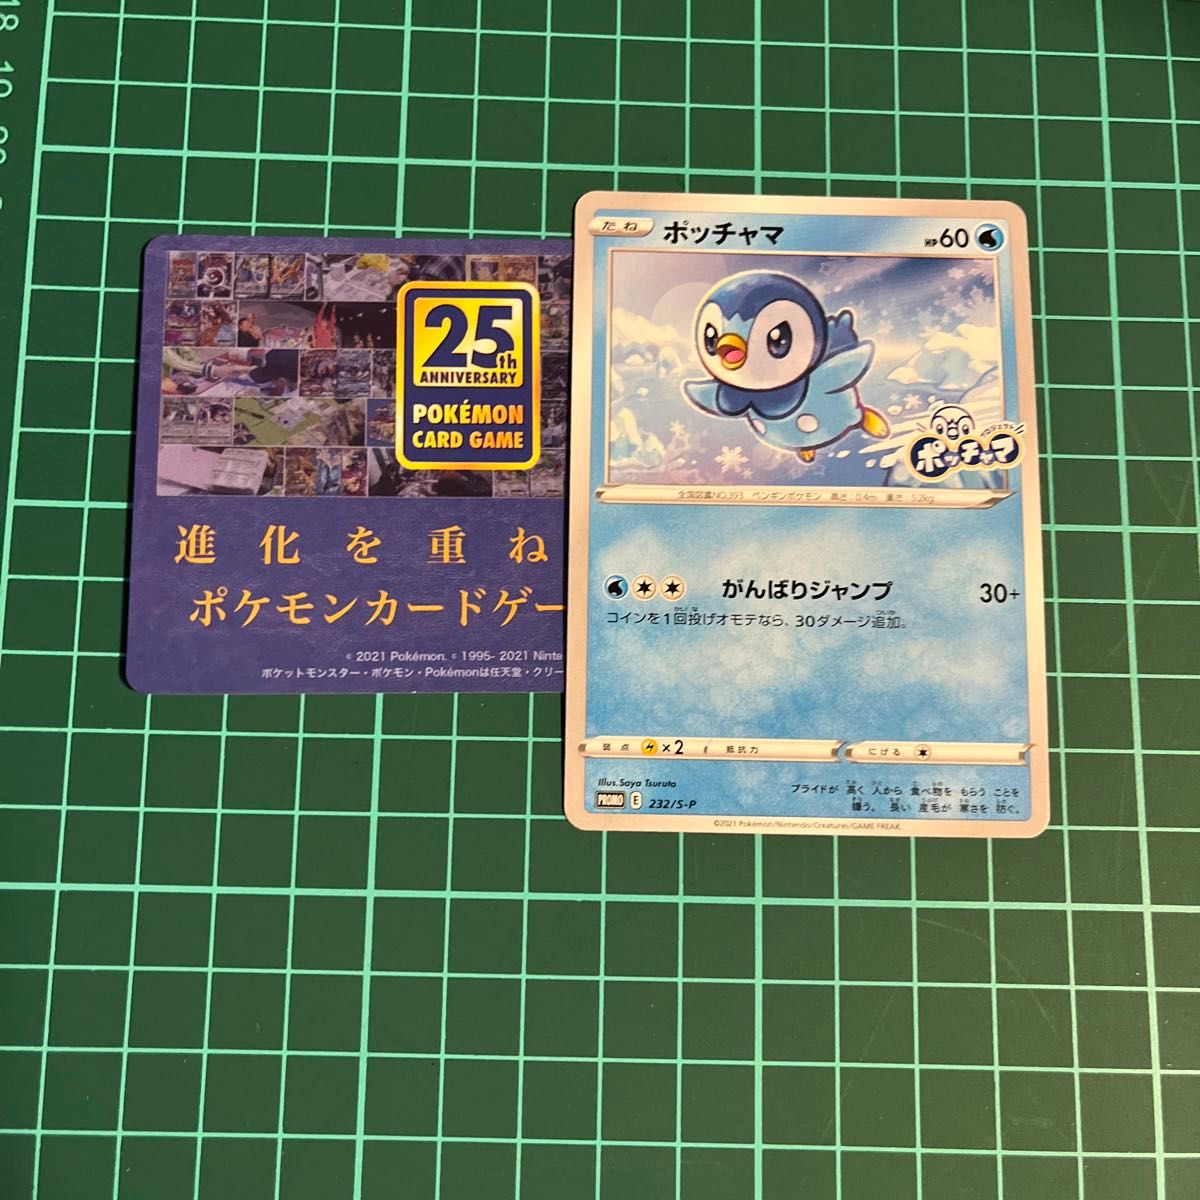 25th
ANNIVERSARY
POKÉMON
CARD GAME
進化を重ね
ポケモンカードゲー
© 2021 Pokémon. © 1995- 2021 Ninte
ポケットモンスター・ポケモン・Pokémonは任天堂・クリー
たね ポッチャマ HP60
プロジェクト
ポッチャマ
全国図鑑NO.393 ペンギンポケモン 高さ:0.4m 重さ:5.2kg
がんばりジャンプ 30+
コインを1回投げオモテなら、30ダメージ追加。
弱点 ×2 抵抗力 にげる
Illus. Saya Tsuruta
PROMO E 232/S-P
プライドが 高く 人から 食べ物を もらう ことを
嫌う。 長い 産毛が 寒さを 防ぐ。
©2021 Pokémon/Nintendo/Creatures/GAME FREAK.